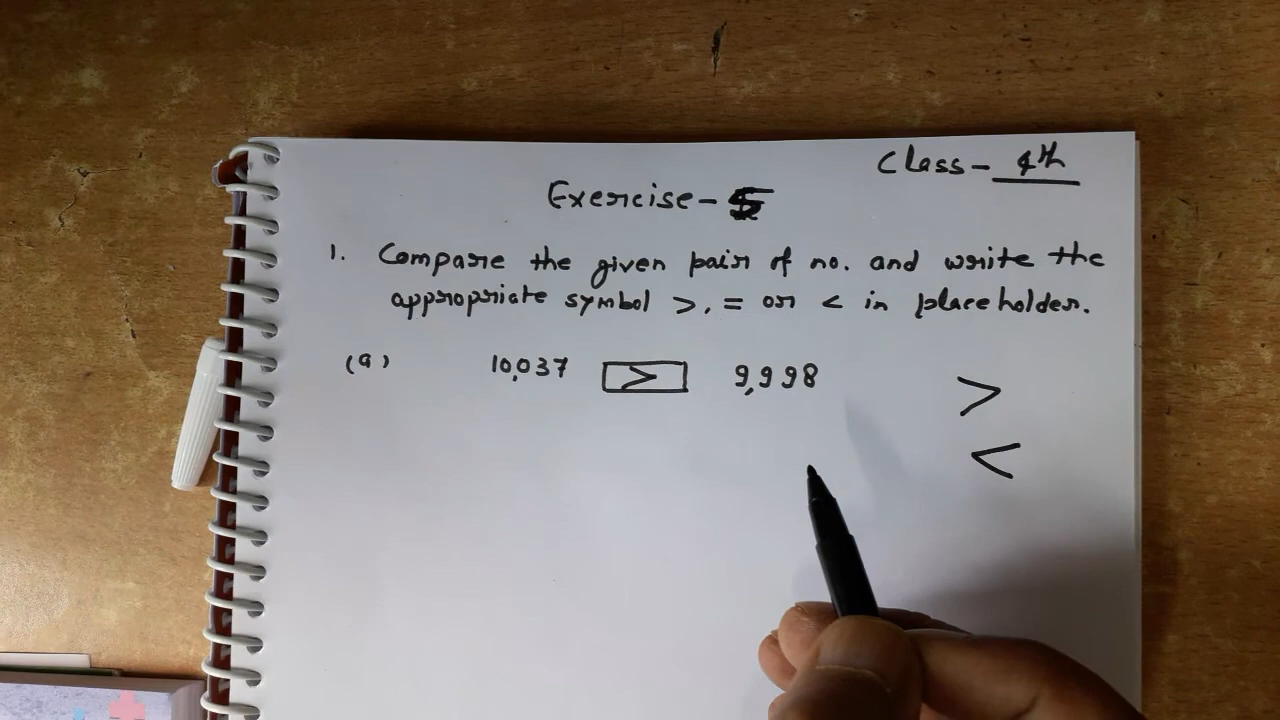 Class- 4th
Exercise-5
1. Compare the given pair of no. and write the
appropriate symbol >, = or < in placeholder.
(a) 10,037 > 9,998
>
<